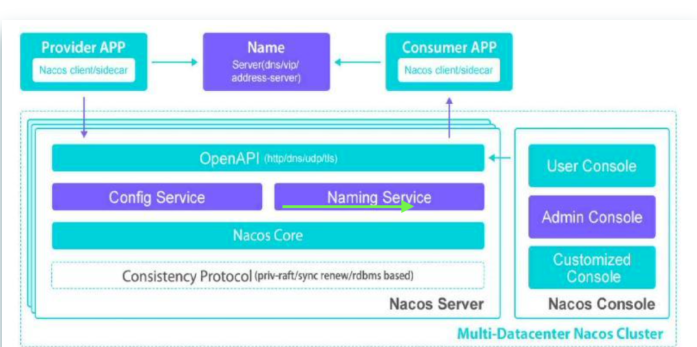 Provider APP
Nacos client/sidecar
Name
Server(dns/vip/
address-server)
Consumer APP
Nacos client/sidecar
OpenAPI (http/dns/udp/tls)
Config Service
Naming Service
Nacos Core
Consistency Protocol (priv-raft/sync renew/rdbms based)
Nacos Server
User Console
Admin Console
Customized
Console
Nacos Console
Multi-Datacenter Nacos Cluster